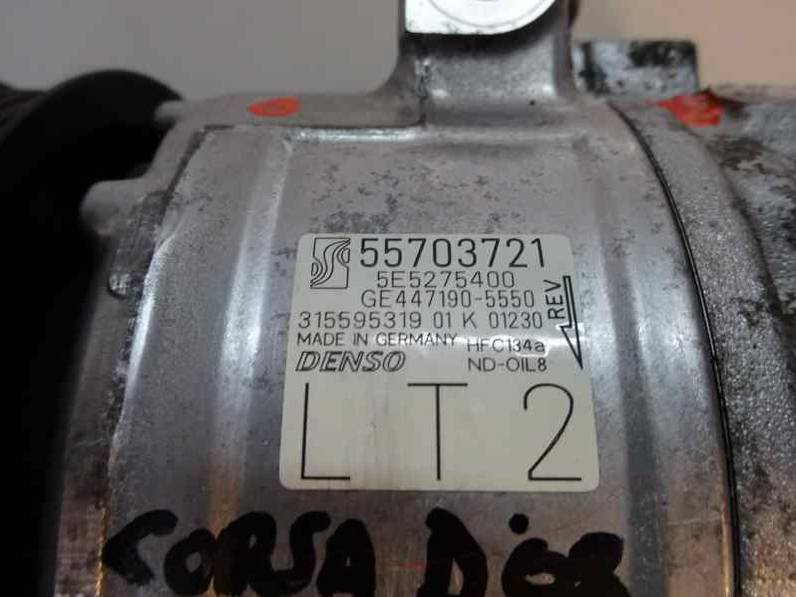 55703721
5E5275400
GE447190-5550
315595319 01 K 01230
REV
MADE IN GERMANY HFC134a
DENSO ND-OIL8
LT2
CORSA D'08